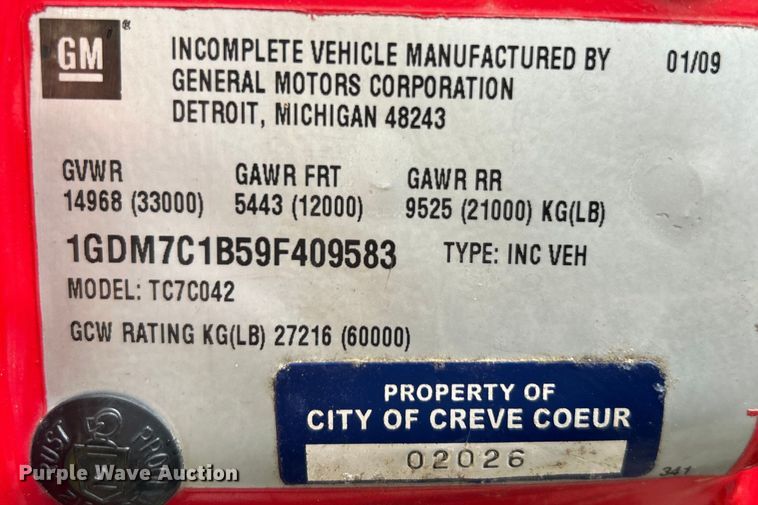 GM
INCOMPLETE VEHICLE MANUFACTURED BY 01/09
GENERAL MOTORS CORPORATION
DETROIT, MICHIGAN 48243
GVWR GAWR FRT GAWR RR
14968 (33000) 5443 (12000) 9525 (21000) KG(LB)
1GDM7C1B59F409583 TYPE: INC VEH
MODEL: TC7C042
GCW RATING KG(LB) 27216 (60000)
PROPERTY OF
CITY OF CREVE COEUR
02026
341
Purple Wave Auction